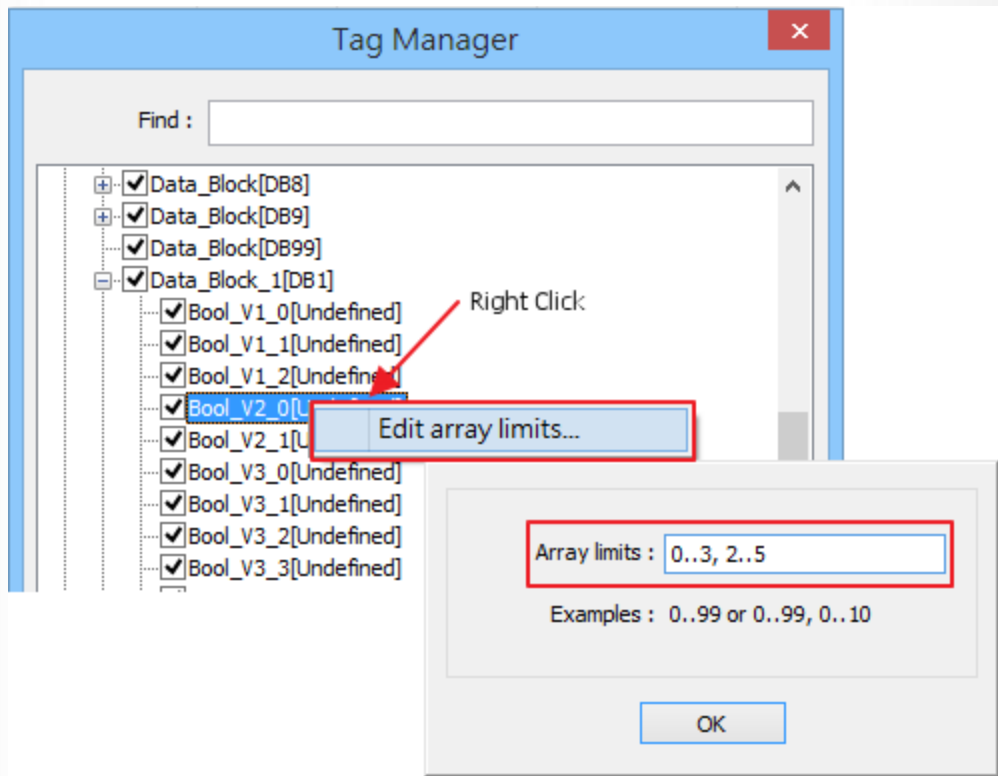 Tag Manager
Find :
Data_Block[DB8]
Data_Block[DB9]
Data_Block[DB99]
Data_Block_1[DB1]
Bool_V1_0[Undefined]
Right Click
Bool_V1_1[Undefined]
Bool_V1_2[Undefined]
Bool_V2_0[U
Edit array limits...
Bool_V2_1[U
Bool_V3_0[Undefined]
Bool_V3_1[Undefined]
Bool_V3_2[Undefined]
Bool_V3_3[Undefined]
Array limits : 0..3, 2..5
Examples : 0..99 or 0..99, 0..10
OK